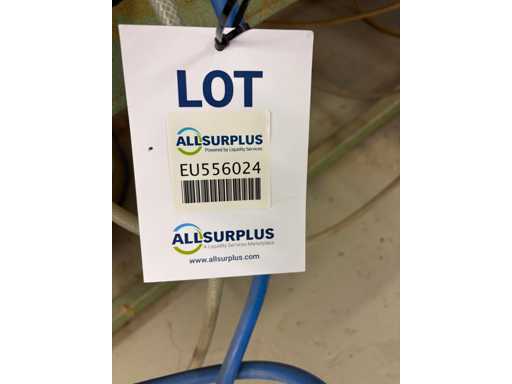 LOT
ALLSURPLUS
Powered by Liquidity Services
EU556024
ALLSURPLUS
A Liquidity Services Marketplace
www.allsurplus.com